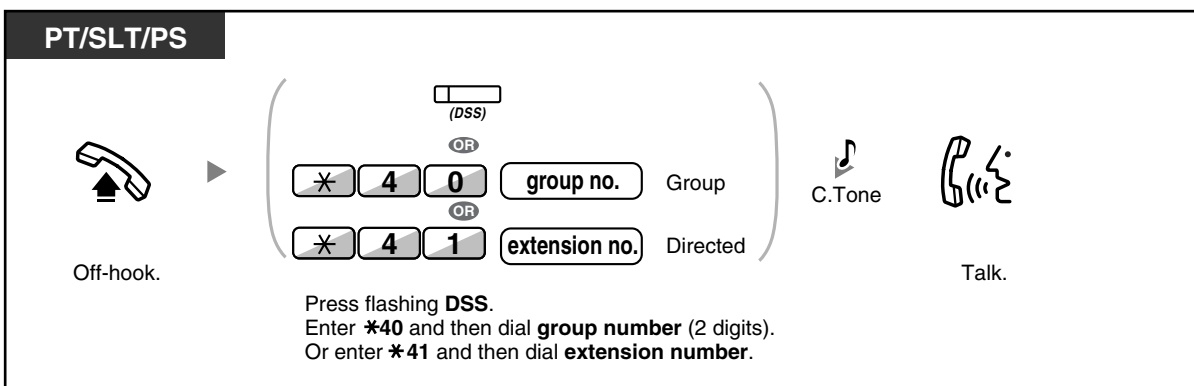 PT/SLT/PS
(DSS)
OR
* 4 0 group no. Group
OR
* 4 1 extension no. Directed
C.Tone
Off-hook.
Talk.
Press flashing DSS.
Enter *40 and then dial group number (2 digits).
Or enter *41 and then dial extension number.